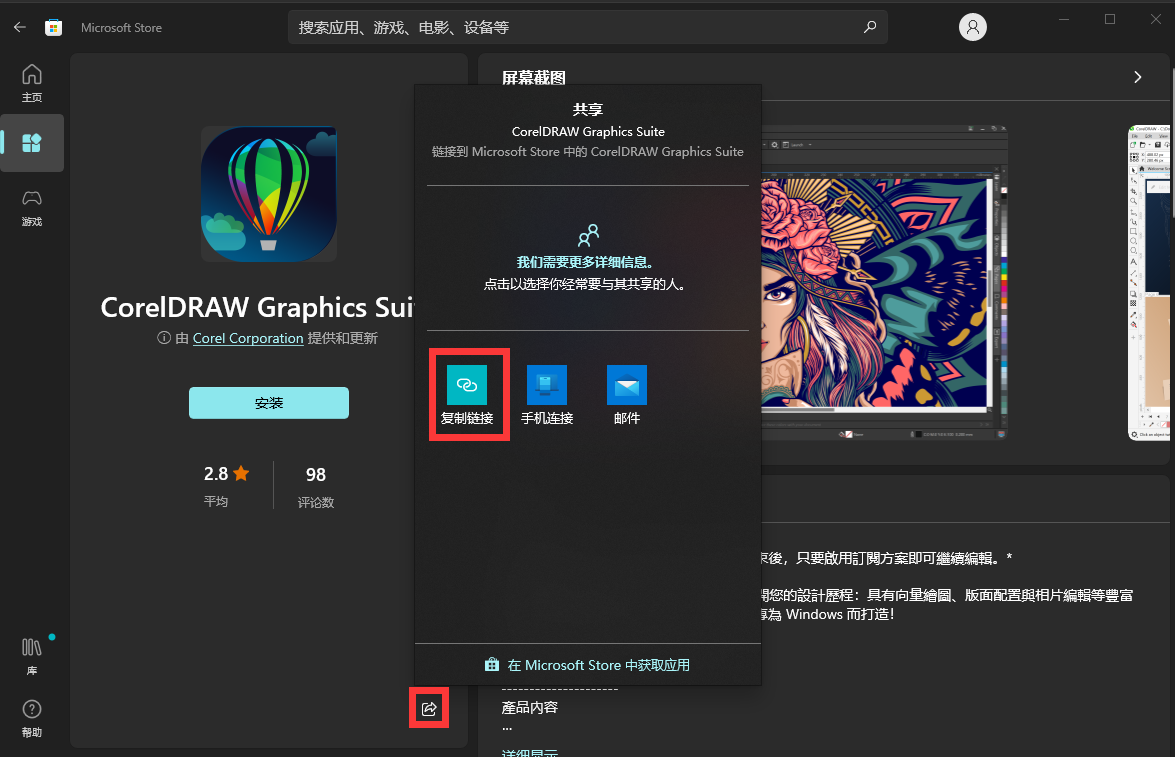 Microsoft Store
搜索应用、游戏、电影、设备等
主页
游戏
库
帮助
CorelDRAW Graphics Sui
由 Corel Corporation 提供和更新
安装
2.8
平均
98
评论数
屏幕截图
共享
CorelDRAW Graphics Suite
链接到 Microsoft Store 中的 CorelDRAW Graphics Suite
我们需要更多详细信息。
点击以选择你经常要与其共享的人。
复制链接
手机连接
邮件
在 Microsoft Store 中获取应用
後，只要啟用訂閱方案即可繼續編輯。*
您的設計歷程：具有向量繪圖、版面配置與相片編輯等豐富
為 Windows 而打造！
---------------------
產品內容
...
详细显示